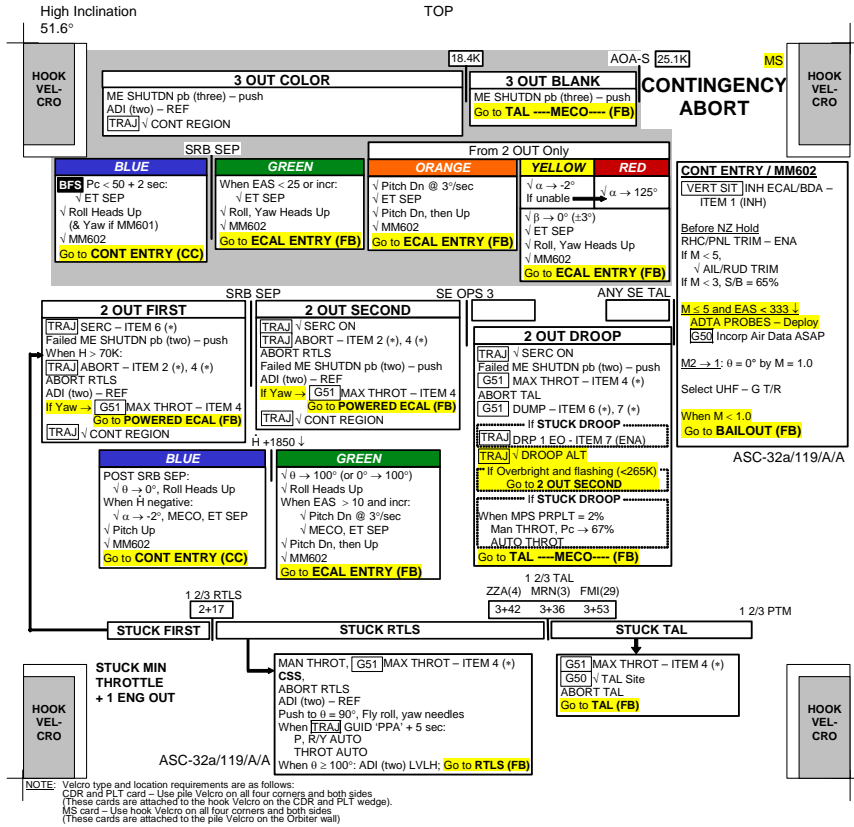 High Inclination
TOP
51.6°
18.4K
AOA-S 25.1K
MS
HOOK
VEL-
CRO
HOOK
VEL-
CRO
3 OUT COLOR
ME SHUTDN pb (three) – push
ADI (two) – REF
TRAJ √ CONT REGION
3 OUT BLANK
ME SHUTDN pb (three) – push
Go to TAL ----MECO---- (FB)
CONTINGENCY
ABORT
SRB SEP
From 2 OUT Only
BLUE
BFS Pc < 50 + 2 sec:
√ ET SEP
√ Roll Heads Up
(& Yaw if MM601)
√ MM602
Go to CONT ENTRY (CC)
GREEN
When EAS < 25 or incr:
√ ET SEP
√ Roll, Yaw Heads Up
√ MM602
Go to ECAL ENTRY (FB)
ORANGE
√ Pitch Dn @ 3°/sec
√ ET SEP
√ Pitch Dn, then Up
√ MM602
Go to ECAL ENTRY (FB)
YELLOW
RED
√ α → -2°
If unable
√ α → 125°
√ β → 0° (±3°)
√ ET SEP
√ Roll, Yaw Heads Up
√ MM602
Go to ECAL ENTRY (FB)
CONT ENTRY / MM602
VERT SIT INH ECAL/BDA –
ITEM 1 (INH)
Before NZ Hold
RHC/PNL TRIM – ENA
If M < 5,
√ AIL/RUD TRIM
If M < 3, S/B = 65%
M ≤ 5 and EAS < 333 ↓
ADTA PROBES – Deploy
G50 Incorp Air Data ASAP
M2 → 1: θ = 0° by M = 1.0
Select UHF – G T/R
When M < 1.0
Go to BAILOUT (FB)
ASC-32a/119/A/A
SRB SEP
SE OPS 3
ANY SE TAL
2 OUT FIRST
TRAJ SERC – ITEM 6 (*)
Failed ME SHUTDN pb (two) – push
When H > 70K:
TRAJ ABORT – ITEM 2 (*), 4 (*)
ABORT RTLS
ADI (two) – REF
If Yaw → G51 MAX THROT – ITEM 4
Go to POWERED ECAL (FB)
TRAJ √ CONT REGION
2 OUT SECOND
TRAJ √ SERC ON
TRAJ ABORT – ITEM 2 (*), 4 (*)
ABORT RTLS
Failed ME SHUTDN pb (two) – push
ADI (two) – REF
If Yaw → G51 MAX THROT – ITEM 4
Go to POWERED ECAL (FB)
TRAJ √ CONT REGION
2 OUT DROOP
TRAJ √ SERC ON
Failed ME SHUTDN pb (two) – push
G51 MAX THROT – ITEM 4 (*)
ABORT TAL
G51 DUMP – ITEM 6 (*), 7 (*)
If STUCK DROOP
TRAJ DRP 1 EO - ITEM 7 (ENA)
TRAJ √ DROOP ALT
If Overbright and flashing (<265K)
Go to 2 OUT SECOND
If STUCK DROOP
When MPS PRPLT = 2%
Man THROT, Pc → 67%
AUTO THROT
Go to TAL ----MECO---- (FB)
Ḣ +1850 ↓
BLUE
POST SRB SEP:
√ θ → 0°, Roll Heads Up
When Ḣ negative:
√ α → -2°, MECO, ET SEP
√ Pitch Up
√ MM602
Go to CONT ENTRY (CC)
GREEN
√ θ → 100° (or 0° → 100°)
√ Roll Heads Up
When EAS > 10 and incr:
√ Pitch Dn @ 3°/sec
√ MECO, ET SEP
√ Pitch Dn, then Up
√ MM602
Go to ECAL ENTRY (FB)
1 2/3 RTLS
2+17
1 2/3 TAL
ZZA(4) MRN(3) FMI(29)
3+42 3+36 3+53
1 2/3 PTM
STUCK FIRST
STUCK RTLS
STUCK TAL
STUCK MIN
THROTTLE
+ 1 ENG OUT
MAN THROT, G51 MAX THROT – ITEM 4 (*)
CSS,
ABORT RTLS
ADI (two) – REF
Push to θ = 90°, Fly roll, yaw needles
When TRAJ GUID 'PPA' + 5 sec:
P, R/Y AUTO
THROT AUTO
When θ ≥ 100°: ADI (two) LVLH; Go to RTLS (FB)
G51 MAX THROT – ITEM 4 (*)
G50 √ TAL Site
ABORT TAL
Go to TAL (FB)
HOOK
VEL-
CRO
HOOK
VEL-
CRO
ASC-32a/119/A/A
NOTE: Velcro type and location requirements are as follows:
CDR and PLT card – Use pile Velcro on all four corners and both sides
(These cards are attached to the hook Velcro on the CDR and PLT wedge).
MS card – Use hook Velcro on all four corners and both sides
(These cards are attached to the pile Velcro on the Orbiter wall)